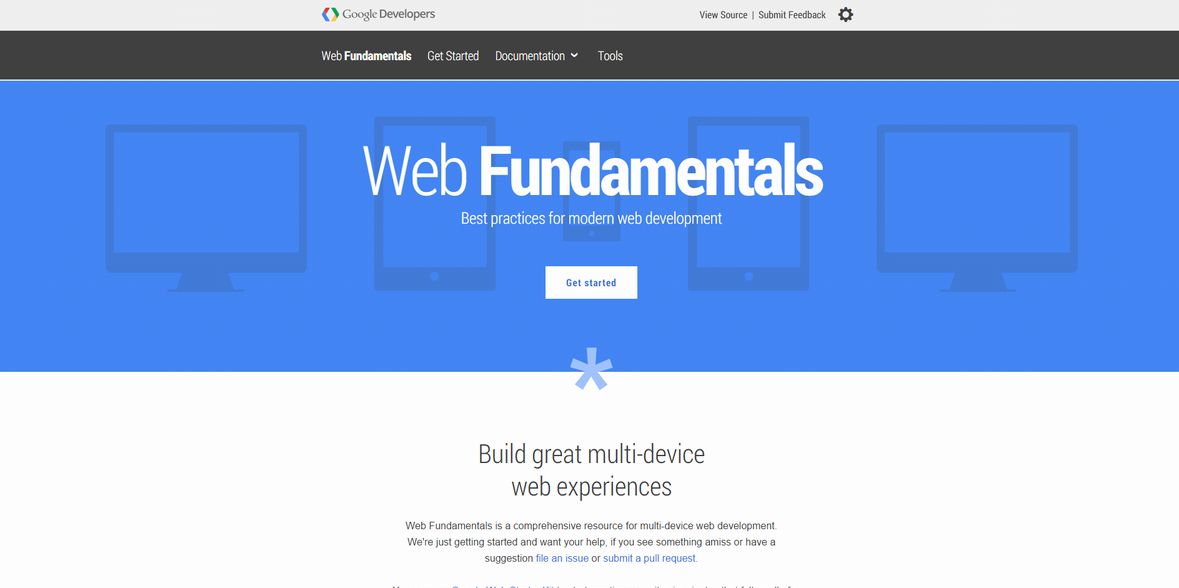 Google Developers
View Source | Submit Feedback
Web Fundamentals Get Started Documentation Tools
Web Fundamentals
Best practices for modern web development
Get started
*
Build great multi-device
web experiences
Web Fundamentals is a comprehensive resource for multi-device web development.
We're just getting started and want your help, if you see something amiss or have a
suggestion file an issue or submit a pull request.